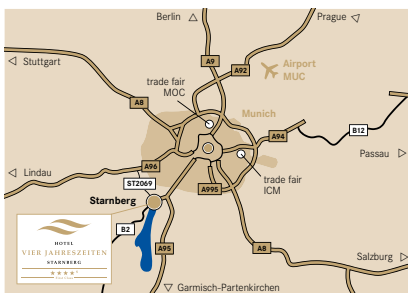 Berlin
Prague
Stuttgart
A9
A92
Airport
MUC
trade fair
MOC
A8
Munich
A94
B12
Passau
A96
Lindau
ST2069
trade fair
ICM
A995
Starnberg
B2
HOTEL
VIER JAHRESZEITEN
STARNBERG
A95
A8
Salzburg
Garmisch-Partenkirchen